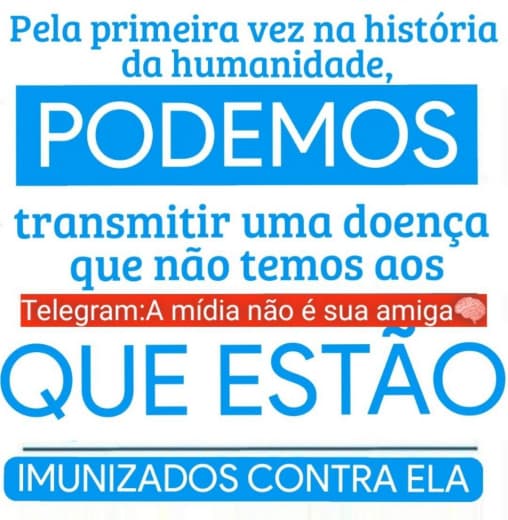 Pela primeira vez na história
da humanidade,
PODEMOS
transmitir uma doença
que não temos aos
Telegram:A mídia não é sua amiga🧠
QUE ESTÃO
IMUNIZADOS CONTRA ELA